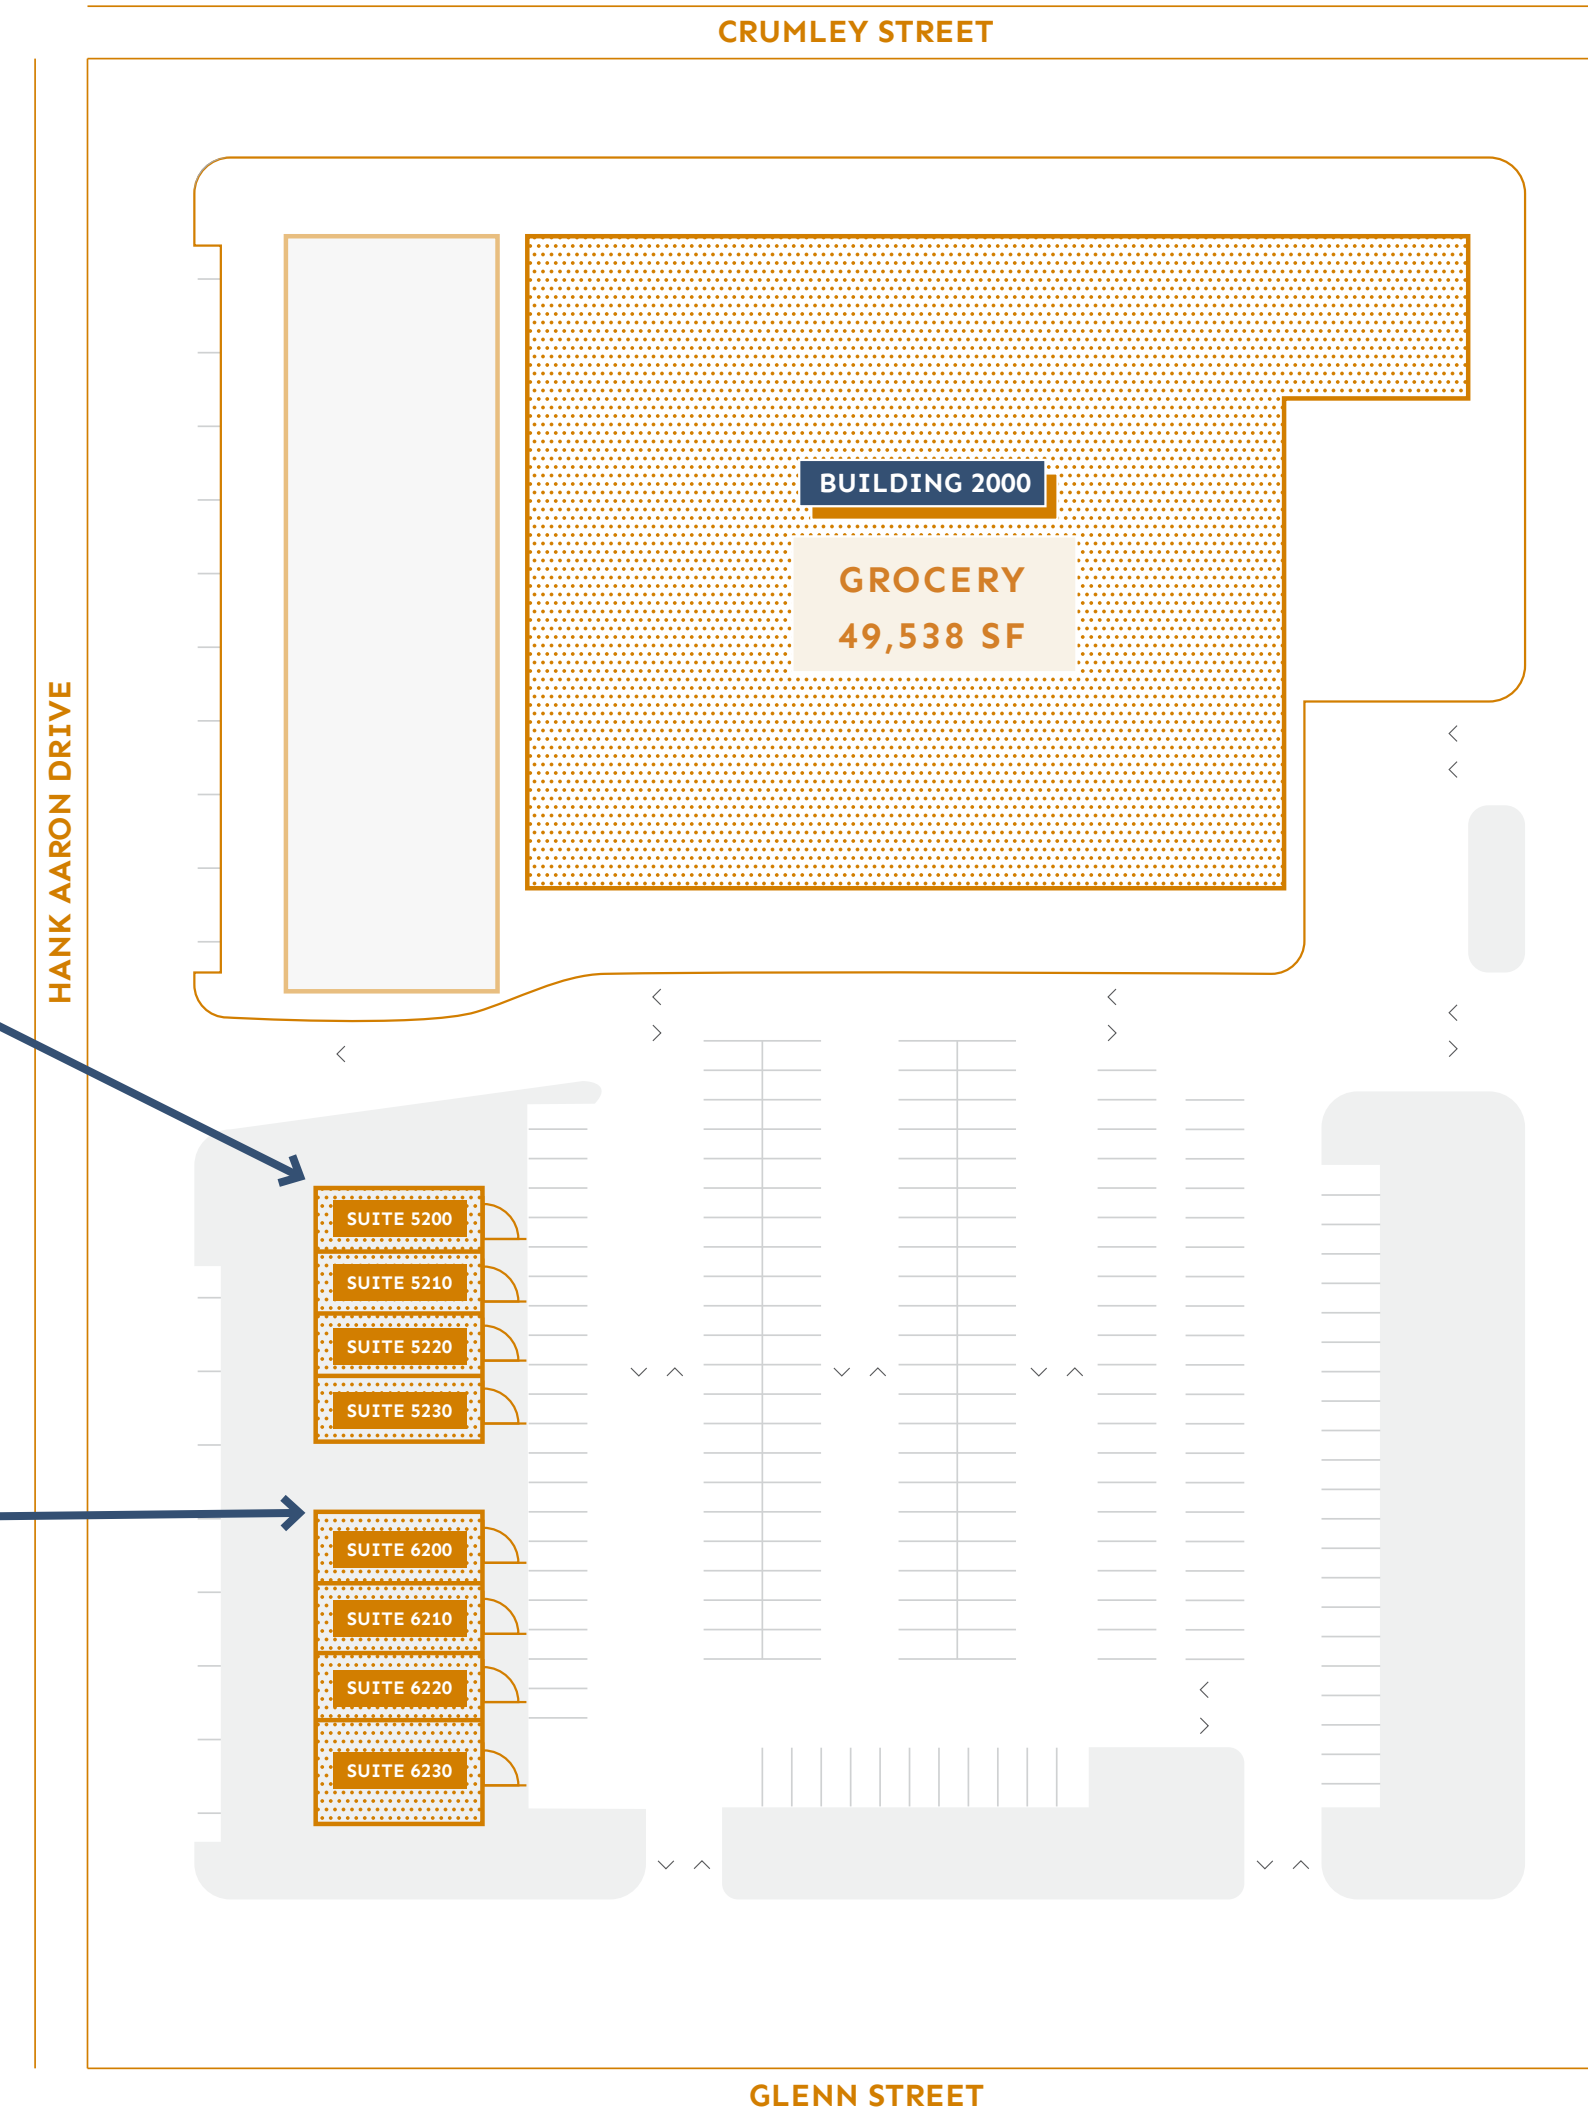 CRUMLEY STREET
BUILDING 2000
GROCERY
49,538 SF
HANK AARON DRIVE
SUITE 5200
SUITE 5210
SUITE 5220
SUITE 5230
SUITE 6200
SUITE 6210
SUITE 6220
SUITE 6230
GLENN STREET